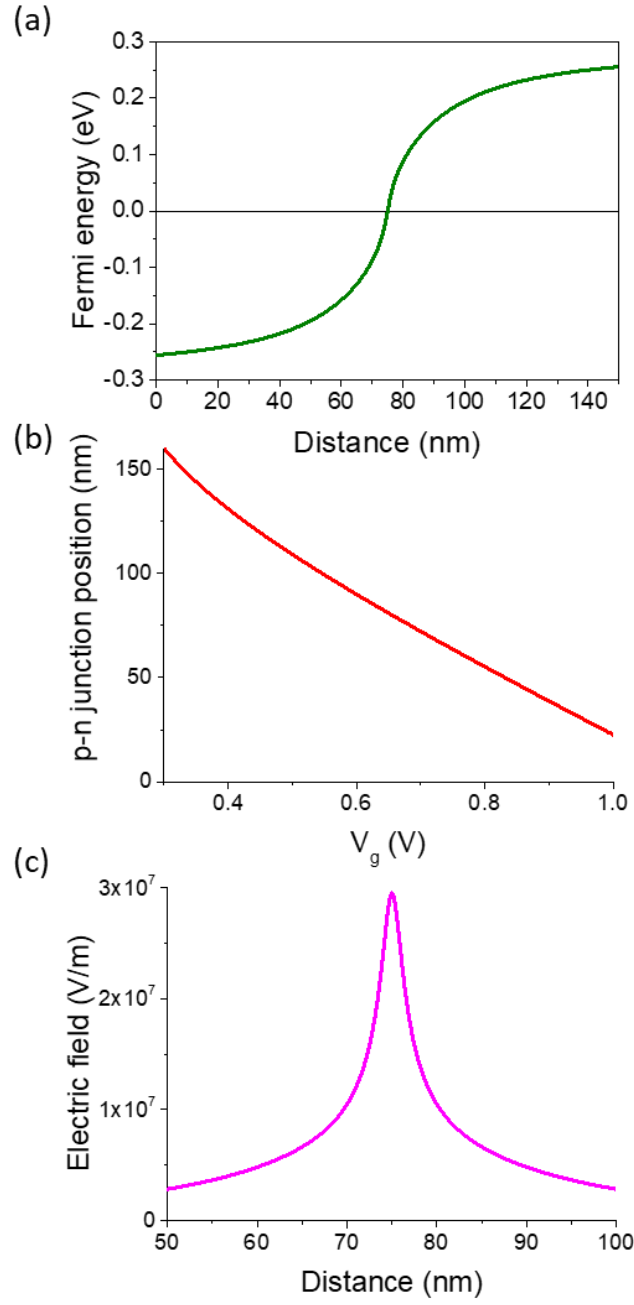 (a)
Fermi energy (eV)
0.3
0.2
0.1
0.0
-0.1
-0.2
-0.3
0 20 40 60 80 100 120 140
Distance (nm)
(b)
p-n junction position (nm)
150
100
50
0
0.4 0.6 0.8 1.0
V_g (V)
(c)
Electric field (V/m)
3x10^7
2x10^7
1x10^7
0
50 60 70 80 90 100
Distance (nm)